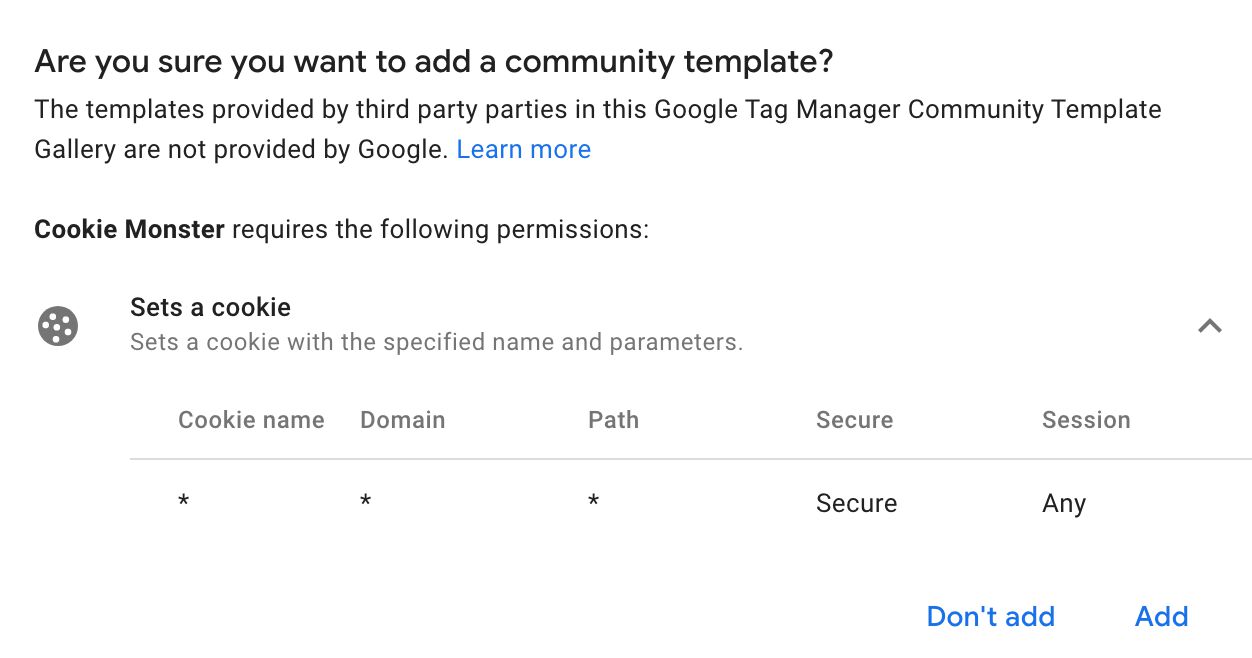 Are you sure you want to add a community template?
The templates provided by third party parties in this Google Tag Manager Community Template
Gallery are not provided by Google. Learn more
Cookie Monster requires the following permissions:
Sets a cookie
Sets a cookie with the specified name and parameters.
Cookie name Domain Path Secure Session
* * * Secure Any
Don't add Add